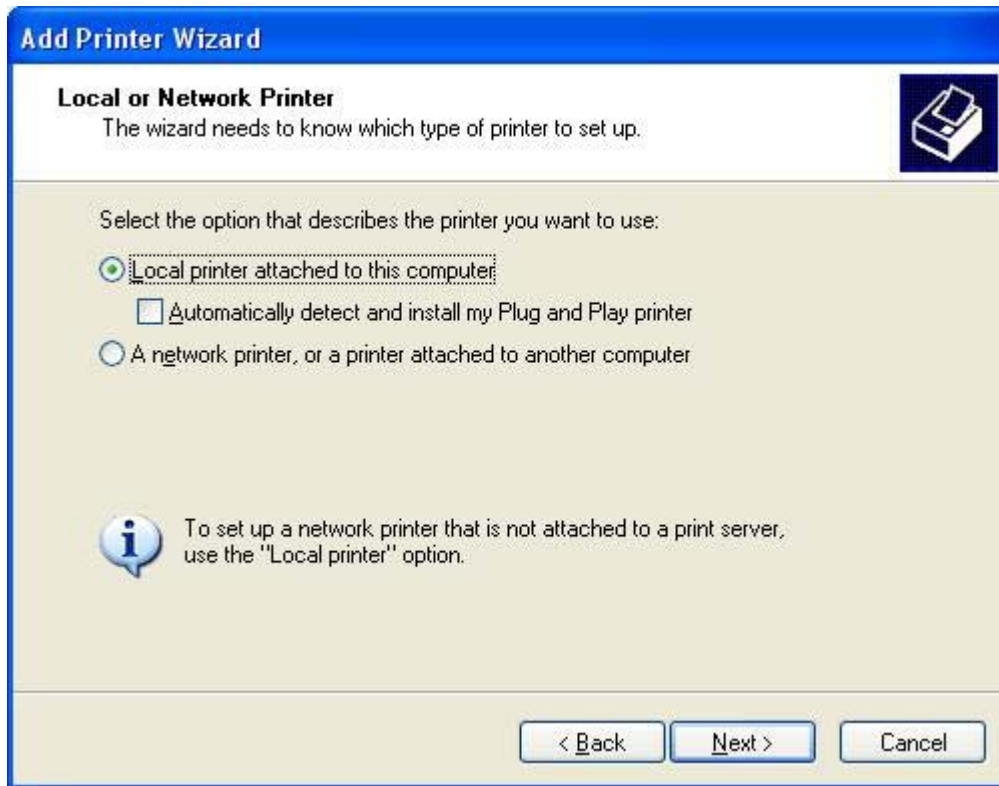 Add Printer Wizard
Local or Network Printer
The wizard needs to know which type of printer to set up.
Select the option that describes the printer you want to use:
Local printer attached to this computer
Automatically detect and install my Plug and Play printer
A network printer, or a printer attached to another computer
To set up a network printer that is not attached to a print server,
use the "Local printer" option.
< Back Next > Cancel